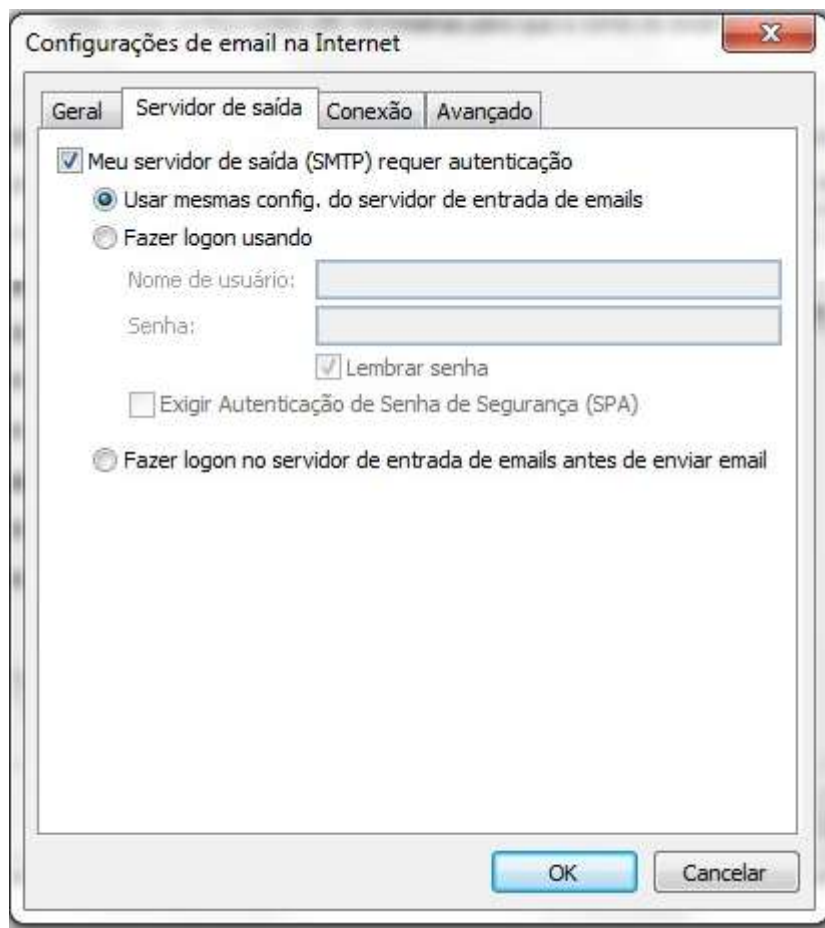 Configurações de email na Internet
Geral Servidor de saída Conexão Avançado
Meu servidor de saída (SMTP) requer autenticação
Usar mesmas config. do servidor de entrada de emails
Fazer logon usando
Nome de usuário:
Senha:
Lembrar senha
Exigir Autenticação de Senha de Segurança (SPA)
Fazer logon no servidor de entrada de emails antes de enviar email
OK Cancelar